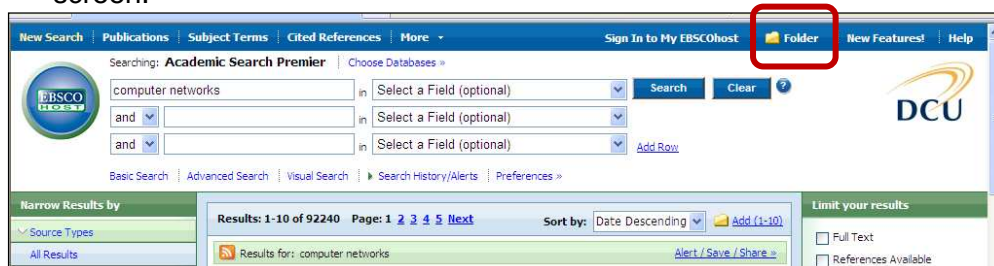 screen.
New Search Publications Subject Terms Cited References More Sign In to My EBSCOhost Folder New Features! Help
Searching: Academic Search Premier Choose Databases »
computer networks in Select a Field (optional) Search Clear ?
and in Select a Field (optional)
and in Select a Field (optional) Add Row
EBSCO
HOST
DCU
Basic Search Advanced Search Visual Search Search History/Alerts Preferences »
Narrow Results by
Source Types
All Results
Results: 1-10 of 92240 Page: 1 2 3 4 5 Next Sort by: Date Descending Add (1-10)
Results for: computer networks Alert / Save / Share »
Limit your results
Full Text
References Available